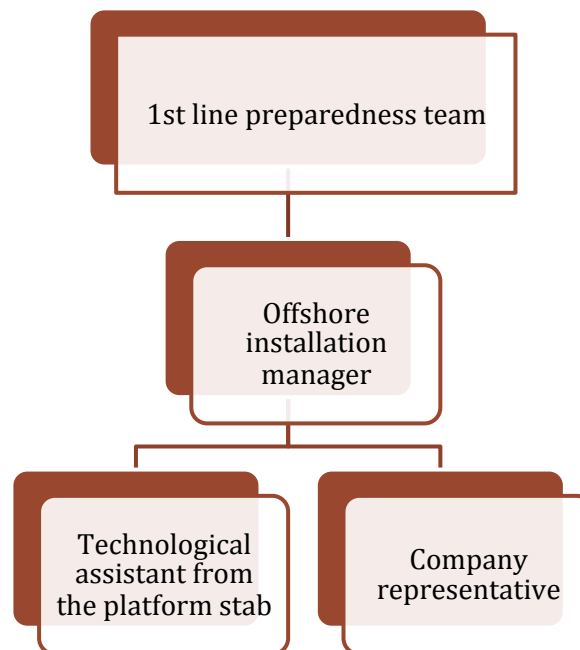 1st line preparedness team
Offshore
installation
manager
Technological
assistant from
the platform stab
Company
representative